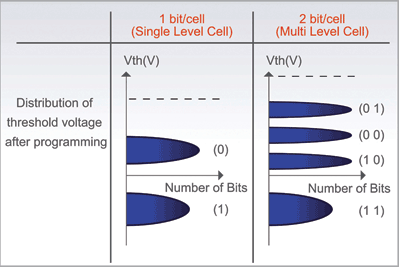 1 bit/cell
(Single Level Cell)
2 bit/cell
(Multi Level Cell)
Distribution of
threshold voltage
after programming
Vth(V)
(0)
Number of Bits
(1)
Vth(V)
(0 1)
(0 0)
(1 0)
Number of Bits
(1 1)